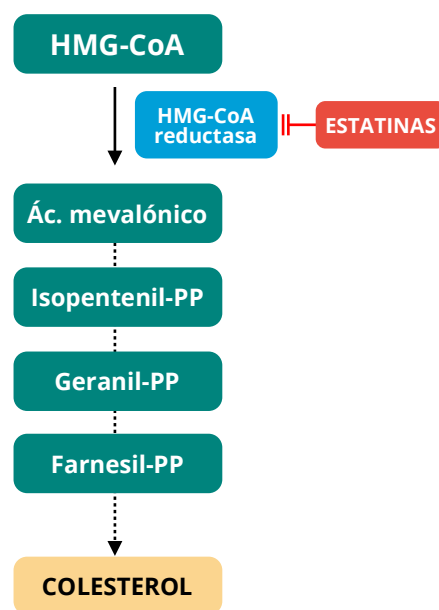 HMG-CoA
HMG-CoA
reductasa
ESTATINAS
Ác. mevalónico
Isopentenil-PP
Geranil-PP
Farnesil-PP
COLESTEROL